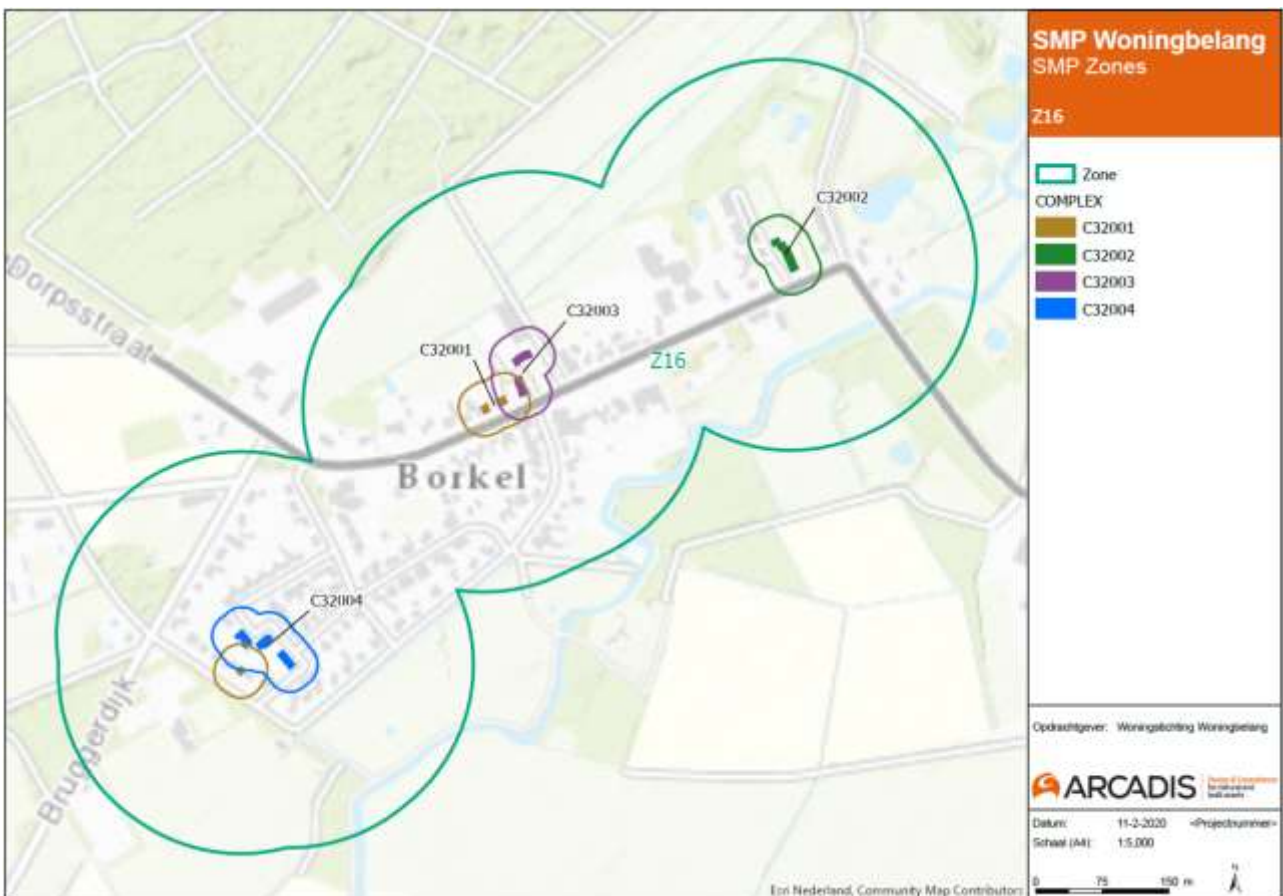 SMP Woningbelang
SMP Zones
Z16
Zone
COMPLEX
C32001
C32002
C32003
C32004
C32002
C32003
C32001
Z16
Dorpsstraat
Borkel
C32004
Bruggerdijk
Opdrachtgever: Woningstichting Woningbelang
ARCADIS
Datum: 11-2-2020 <Projectnummer>
Schaal (A4): 1:5.000
0 75 150 m
N
Esri Nederland, Community Map Contributors